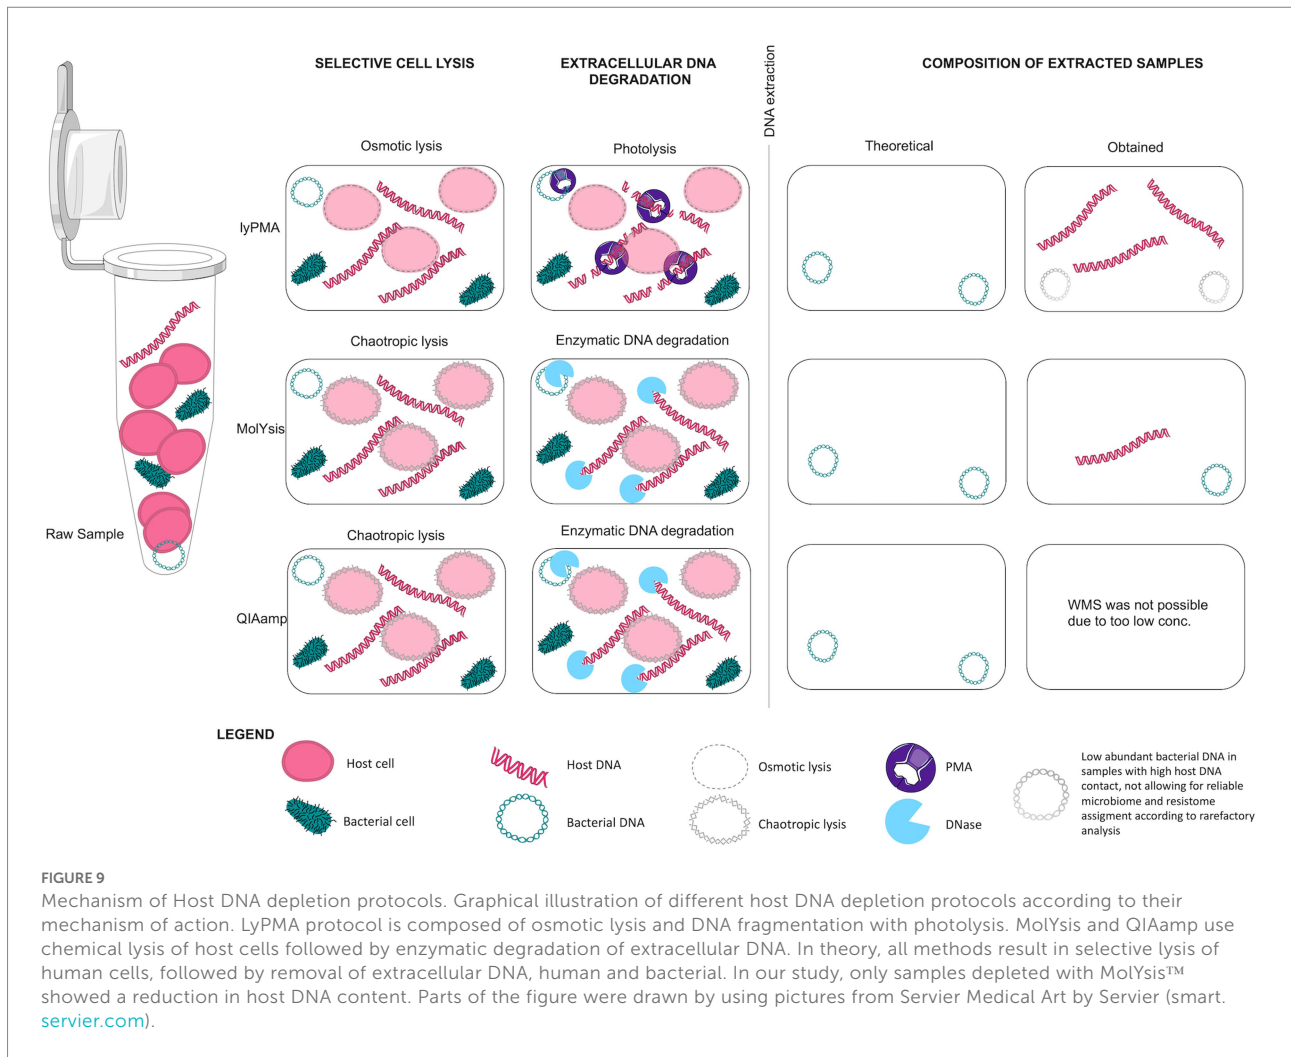 SELECTIVE CELL LYSIS
EXTRACELLULAR DNA
DEGRADATION
DNA extraction
COMPOSITION OF EXTRACTED SAMPLES
Osmotic lysis
Photolysis
Theoretical
Obtained
lyPMA
Chaotropic lysis
Enzymatic DNA degradation
MolYsis
Raw Sample
Chaotropic lysis
Enzymatic DNA degradation
QIAamp
WMS was not possible
due to too low conc.
LEGEND
Host cell
Host DNA
Osmotic lysis
PMA
Bacterial cell
Bacterial DNA
Chaotropic lysis
DNase
Low abundant bacterial DNA in
samples with high host DNA
contact, not allowing for reliable
microbiome and resistome
assigment according to rarefactory
analysis
FIGURE 9
Mechanism of Host DNA depletion protocols. Graphical illustration of different host DNA depletion protocols according to their
mechanism of action. LyPMA protocol is composed of osmotic lysis and DNA fragmentation with photolysis. MolYsis and QIAamp use
chemical lysis of host cells followed by enzymatic degradation of extracellular DNA. In theory, all methods result in selective lysis of
human cells, followed by removal of extracellular DNA, human and bacterial. In our study, only samples depleted with MolYsis™
showed a reduction in host DNA content. Parts of the figure were drawn by using pictures from Servier Medical Art by Servier (smart.
servier.com).